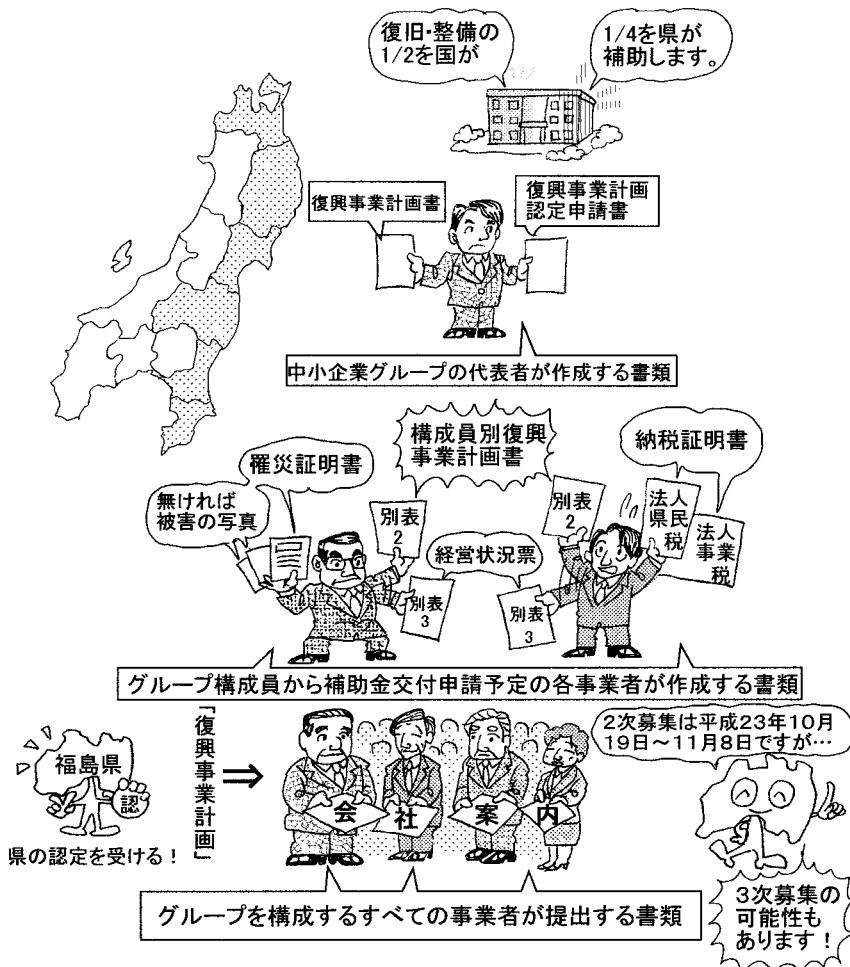 復旧・整備の
1/2を国が
1/4を県が
補助します。
復興事業計画書
復興事業計画
認定申請書
中小企業グループの代表者が作成する書類
構成員別復興
事業計画書
納税証明書
罹災証明書
無ければ
被害の写真
別表
2
経営状況票
別表
3
別表
2
別表
3
法人
県民
税
法人
事業
税
グループ構成員から補助金交付申請予定の各事業者が作成する書類
福島県
認
県の認定を受ける!
「復興事業計画」
⇒
会社案内
2次募集は平成23年10月
19日~11月8日ですが…
3次募集の
可能性も
あります!
グループを構成するすべての事業者が提出する書類